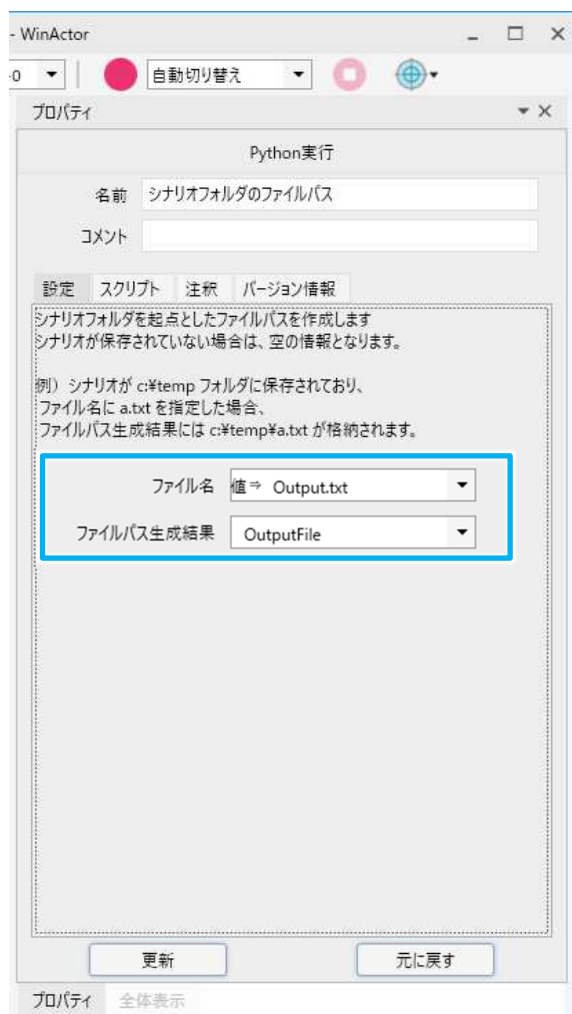 - WinActor
0
自動切り替え
プロパティ
Python実行
名前 シナリオフォルダのファイルパス
コメント
設定 スクリプト 注釈 バージョン情報
シナリオフォルダを起点としたファイルパスを作成します
シナリオが保存されていない場合は、空の情報となります。
例）シナリオが c:¥temp フォルダに保存されており、
ファイル名に a.txt を指定した場合、
ファイルパス生成結果には c:¥temp¥a.txt が格納されます。
ファイル名 値⇒ Output.txt
ファイルパス生成結果 OutputFile
更新 元に戻す
プロパティ 全体表示